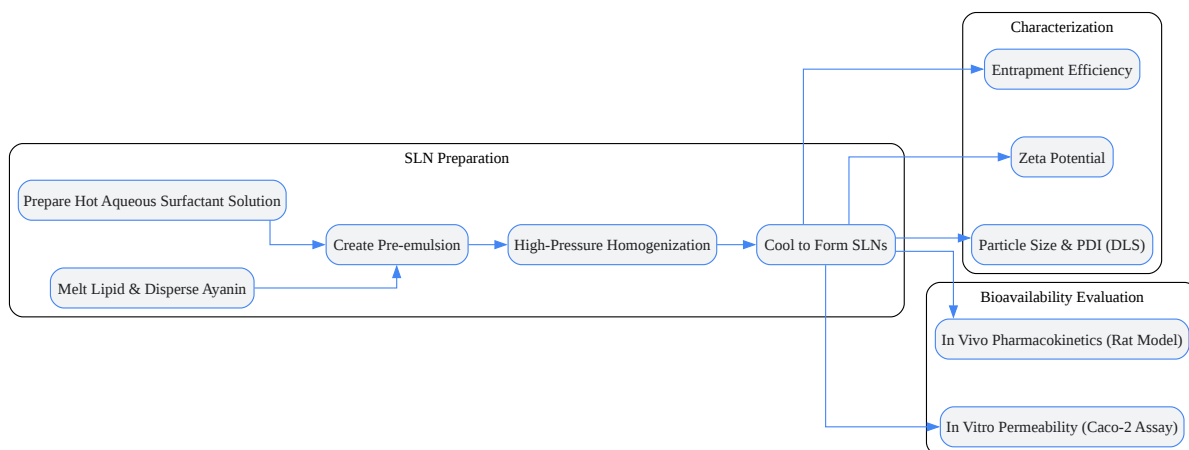 SLN Preparation
Prepare Hot Aqueous Surfactant Solution
Melt Lipid & Disperse Ayanin
Create Pre-emulsion
High-Pressure Homogenization
Cool to Form SLNs
Characterization
Entrapment Efficiency
Zeta Potential
Particle Size & PDI (DLS)
Bioavailability Evaluation
In Vivo Pharmacokinetics (Rat Model)
In Vitro Permeability (Caco-2 Assay)